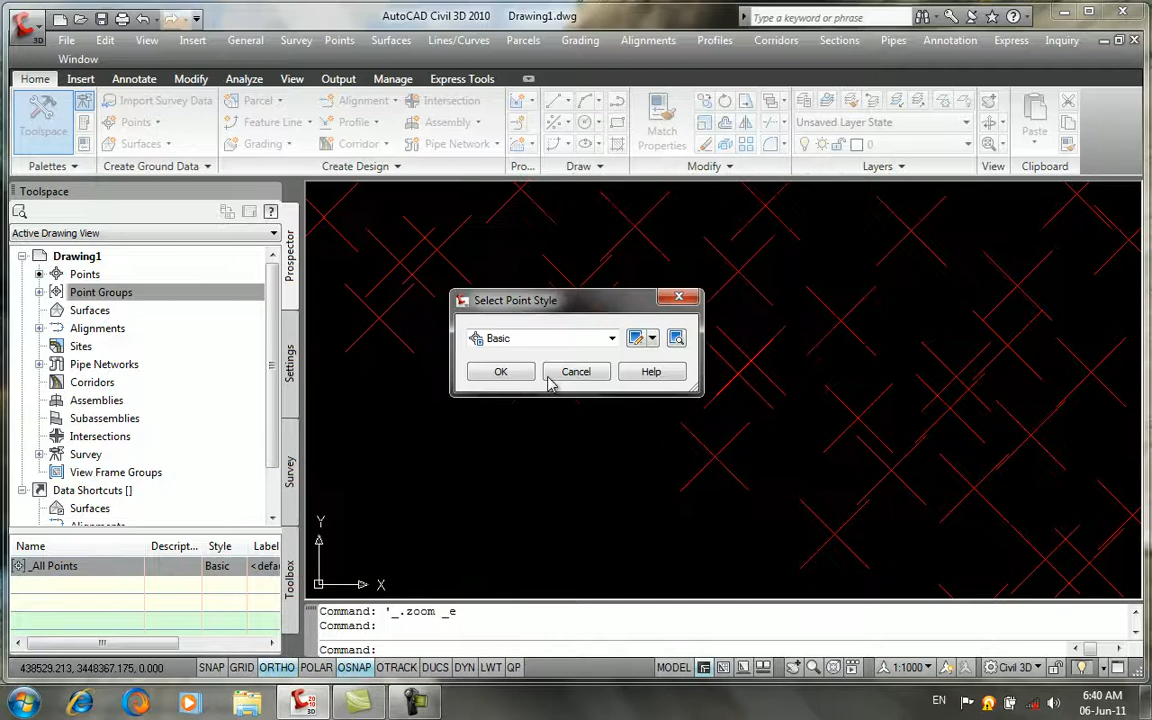 AutoCAD Civil 3D 2010 Drawing1.dwg
Type a keyword or phrase
3D
File Edit View Insert General Survey Points Surfaces Lines/Curves Parcels Grading Alignments Profiles Corridors Sections Pipes Annotation Express Inquiry
Window
Home Insert Annotate Modify Analyze View Output Manage Express Tools
Toolspace
Import Survey Data
Points
Surfaces
Parcel
Feature Line
Grading
Alignment
Profile
Corridor
Intersection
Assembly
Pipe Network
Match
Properties
Unsaved Layer State
0
Paste
Palettes Create Ground Data Create Design Pro... Draw Modify Layers View Clipboard
Toolspace
Active Drawing View
Drawing1
Points
Point Groups
Surfaces
Alignments
Sites
Pipe Networks
Corridors
Assemblies
Subassemblies
Intersections
Survey
View Frame Groups
Data Shortcuts []
Surfaces
Alignments
Prospector
Settings
Survey
Toolbox
Name Descript... Style Label
_All Points Basic <defa
Select Point Style
Basic
OK Cancel Help
Y
X
Command: '_.zoom _e
Command:
Command:
438529.213, 3448367.175, 0.000 SNAP GRID ORTHO POLAR OSNAP OTRACK DUCS DYN LWT QP MODEL 1:1000 Civil 3D
EN
6:40 AM
06-Jun-11